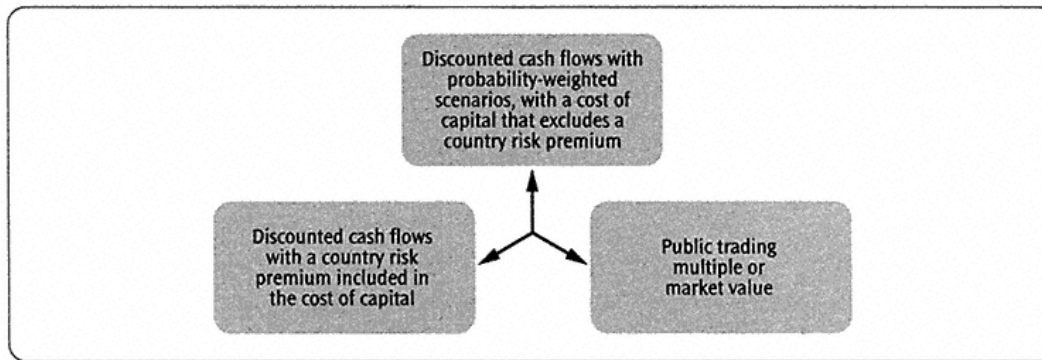 Discounted cash flows with
probability-weighted
scenarios, with a cost of
capital that excludes a
country risk premium
Discounted cash flows
with a country risk
premium included in
the cost of capital
Public trading
multiple or
market value